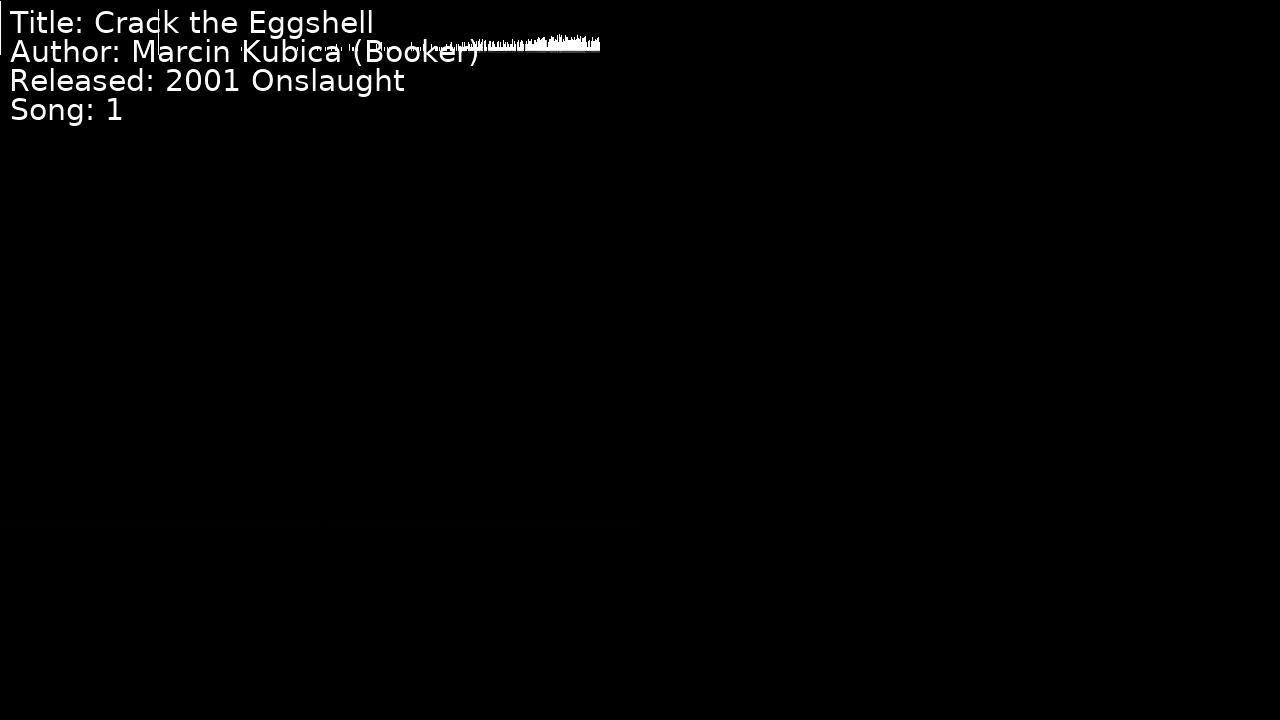 Title: Crack the Eggshell
Author: Marcin Kubica (Booker)
Released: 2001 Onslaught
Song: 1